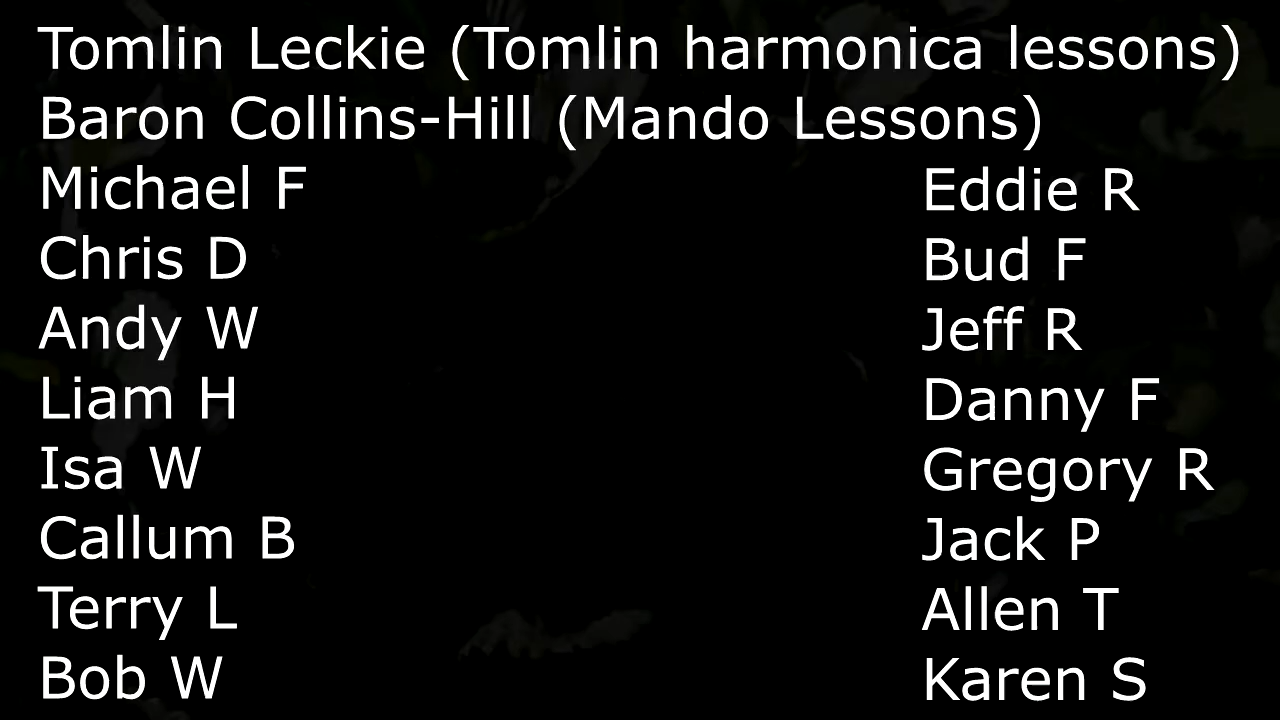 Tomlin Leckie (Tomlin harmonica lessons)
Baron Collins-Hill (Mando Lessons)
Michael F
Chris D
Andy W
Liam H
Isa W
Callum B
Terry L
Bob W
Eddie R
Bud F
Jeff R
Danny F
Gregory R
Jack P
Allen T
Karen S